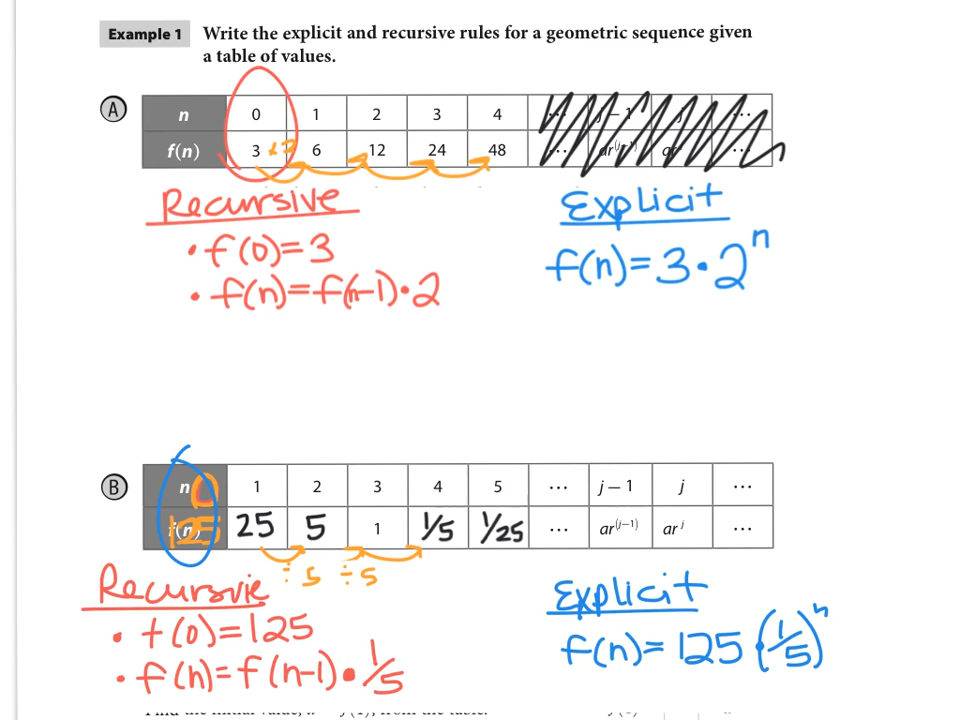 Example 1 Write the explicit and recursive rules for a geometric sequence given
a table of values.
A
n 0 1 2 3 4
f(n) 3 ×2 6 12 24 48
Recursive
• f(0)=3
• f(n)=f(n-1)•2
Explicit
f(n)=3•2^n
B
n 0 1 2 3 4 5 ... j – 1 j ...
f(n) 125 25 5 1 1/5 1/25 ... ar^(j–1) ar^j ...
÷5 ÷5
Recursvie
• f(0)=125
• f(n)=f(n-1)•1/5
Explicit
f(n)=125•(1/5)^n